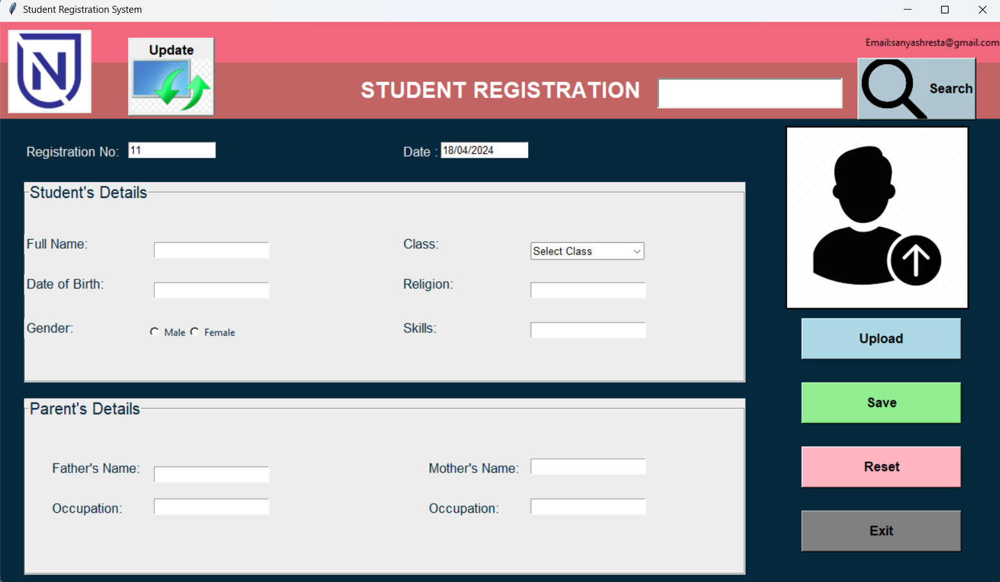 Student Registration System
Email:sanyashresta@gmail.com
N
Update
STUDENT REGISTRATION
Search
Registration No: 11
Date : 18/04/2024
Student's Details
Full Name:
Class: Select Class
Date of Birth:
Religion:
Gender: Male Female
Skills:
Upload
Save
Parent's Details
Father's Name:
Mother's Name:
Reset
Occupation:
Occupation:
Exit